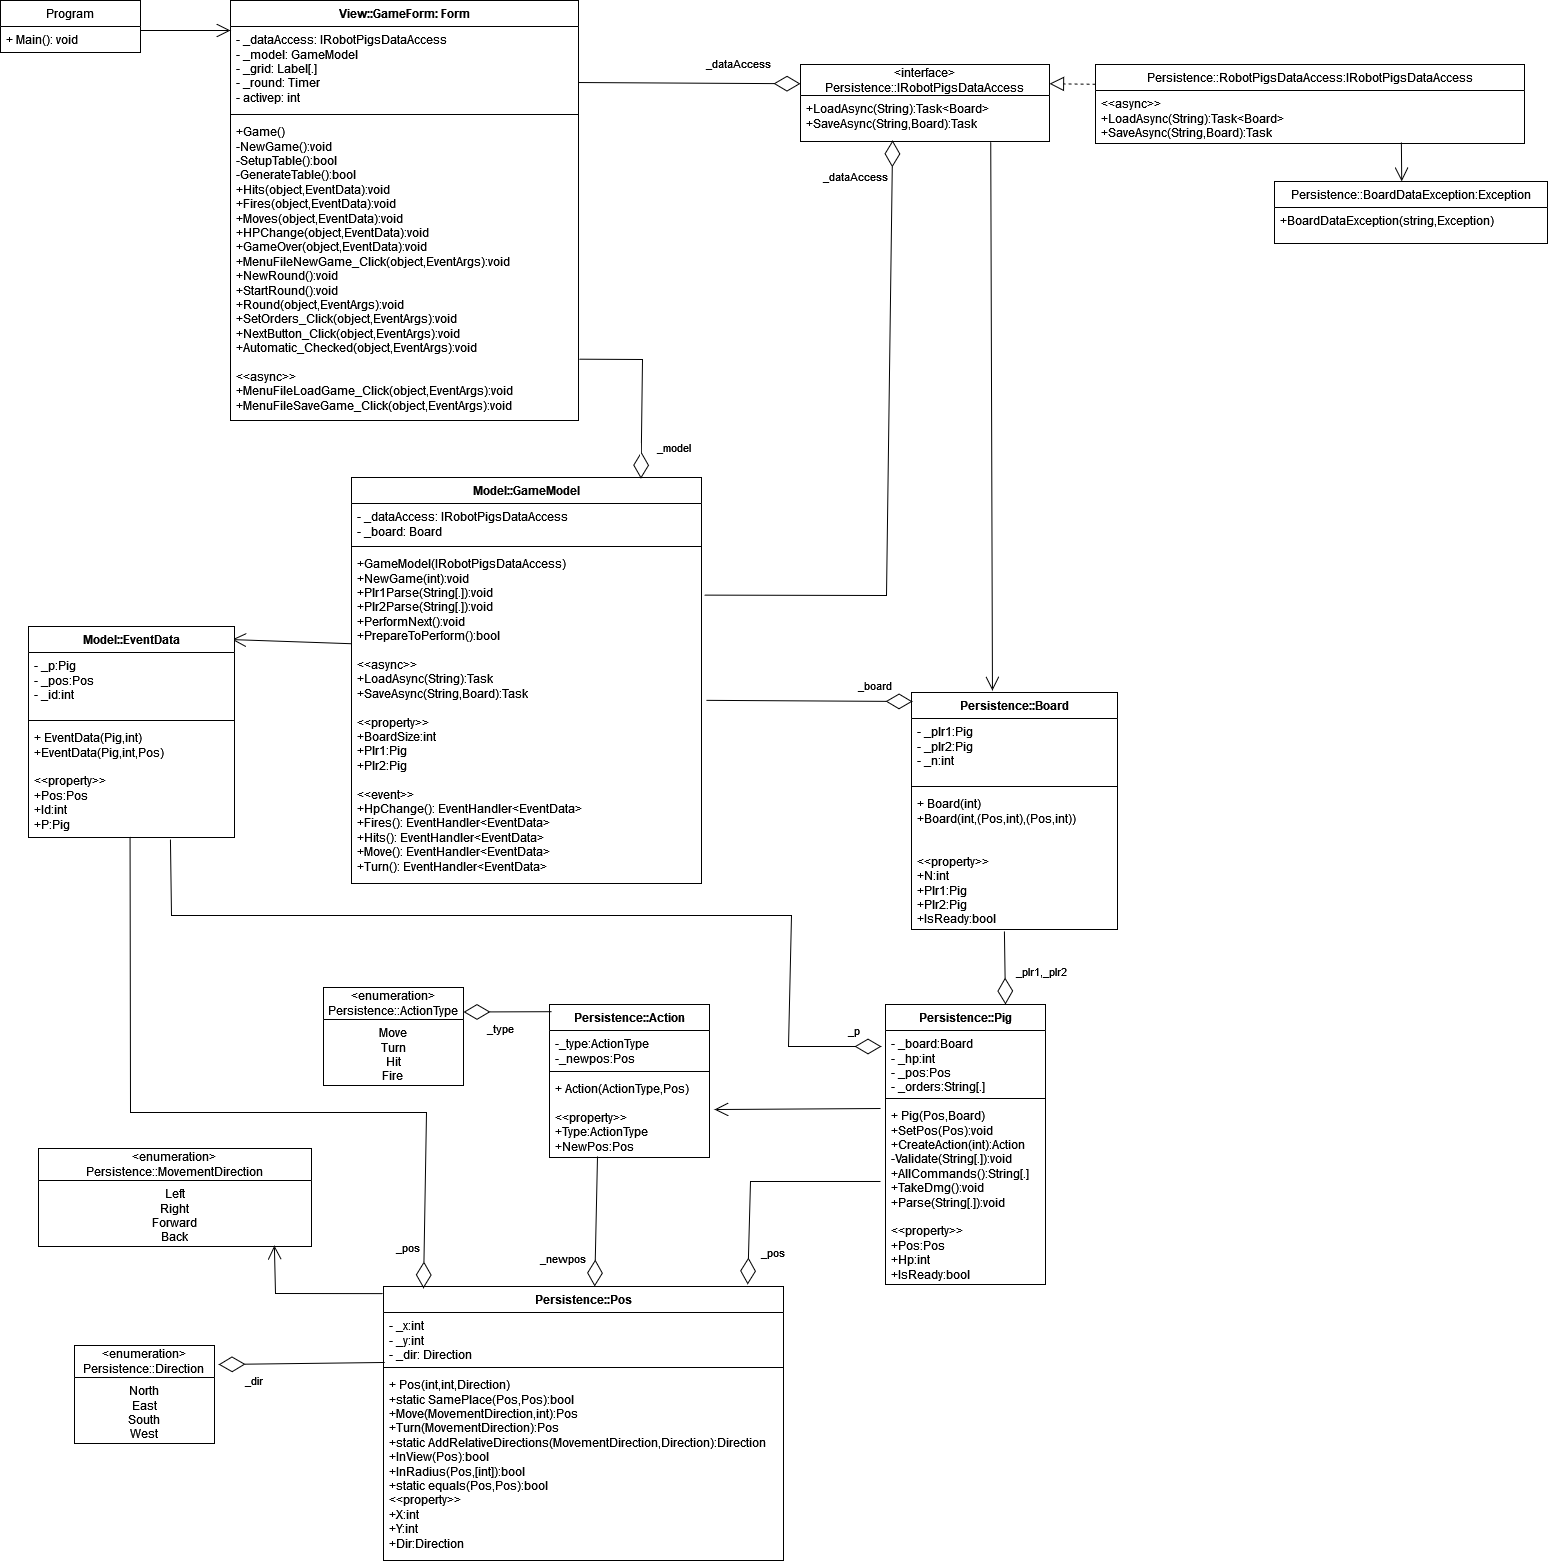 Program
+ Main(): void
View::GameForm: Form
- _dataAccess: IRobotPigsDataAccess
- _model: GameModel
- _grid: Label[.]
- _round: Timer
- activep: int
+Game()
-NewGame():void
-SetupTable():bool
-GenerateTable():bool
+Hits(object,EventData):void
+Fires(object,EventData):void
+Moves(object,EventData):void
+HPChange(object,EventData):void
+GameOver(object,EventData):void
+MenuFileNewGame_Click(object,EventArgs):void
+NewRound():void
+StartRound():void
+Round(object,EventArgs):void
+SetOrders_Click(object,EventArgs):void
+NextButton_Click(object,EventArgs):void
+Automatic_Checked(object,EventArgs):void
<<async>>
+MenuFileLoadGame_Click(object,EventArgs):void
+MenuFileSaveGame_Click(object,EventArgs):void
_dataAccess
<interface>
Persistence::IRobotPigsDataAccess
+LoadAsync(String):Task<Board>
+SaveAsync(String,Board):Task
Persistence::RobotPigsDataAccess:IRobotPigsDataAccess
<<async>>
+LoadAsync(String):Task<Board>
+SaveAsync(String,Board):Task
_dataAccess
Persistence::BoardDataException:Exception
+BoardDataException(string,Exception)
_model
Model::GameModel
- _dataAccess: IRobotPigsDataAccess
- _board: Board
+GameModel(IRobotPigsDataAccess)
+NewGame(int):void
+Plr1Parse(String[.]):void
+Plr2Parse(String[.]):void
+PerformNext():void
+PrepareToPerform():bool
<<async>>
+LoadAsync(String):Task
+SaveAsync(String,Board):Task
<<property>>
+BoardSize:int
+Plr1:Pig
+Plr2:Pig
<<event>>
+HpChange(): EventHandler<EventData>
+Fires(): EventHandler<EventData>
+Hits(): EventHandler<EventData>
+Move(): EventHandler<EventData>
+Turn(): EventHandler<EventData>
Model::EventData
- _p:Pig
- _pos:Pos
- _id:int
+ EventData(Pig,int)
+EventData(Pig,int,Pos)
<<property>>
+Pos:Pos
+Id:int
+P:Pig
_board
Persistence::Board
- _plr1:Pig
- _plr2:Pig
- _n:int
+ Board(int)
+Board(int,(Pos,int),(Pos,int))
<<property>>
+N:int
+Plr1:Pig
+Plr2:Pig
+IsReady:bool
_plr1,_plr2
<enumeration>
Persistence::ActionType
Move
Turn
Hit
Fire
_type
Persistence::Action
-_type:ActionType
-_newpos:Pos
+ Action(ActionType,Pos)
<<property>>
+Type:ActionType
+NewPos:Pos
_p
Persistence::Pig
- _board:Board
- _hp:int
- _pos:Pos
- _orders:String[.]
+ Pig(Pos,Board)
+SetPos(Pos):void
+CreateAction(int):Action
-Validate(String[.]):void
+AllCommands():String[.]
+TakeDmg():void
+Parse(String[.]):void
<<property>>
+Pos:Pos
+Hp:int
+IsReady:bool
<enumeration>
Persistence::MovementDirection
Left
Right
Forward
Back
_pos
_newpos
_pos
<enumeration>
Persistence::Direction
North
East
South
West
_dir
Persistence::Pos
- _x:int
- _y:int
- _dir: Direction
+ Pos(int,int,Direction)
+static SamePlace(Pos,Pos):bool
+Move(MovementDirection,int):Pos
+Turn(MovementDirection):Pos
+static AddRelativeDirections(MovementDirection,Direction):Direction
+InView(Pos):bool
+InRadius(Pos,[int]):bool
+static equals(Pos,Pos):bool
<<property>>
+X:int
+Y:int
+Dir:Direction